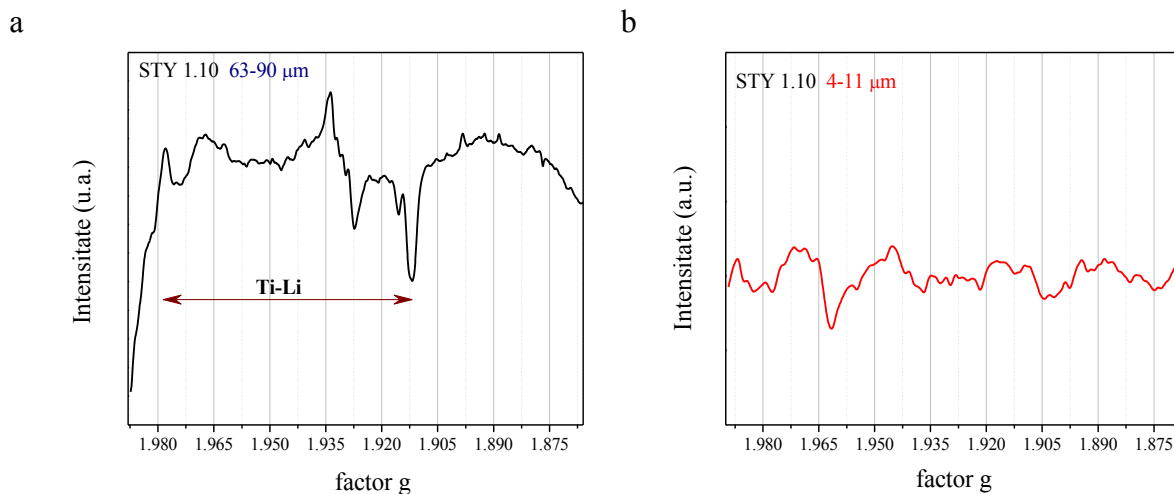 a
STY 1.10 63-90 μm
Intensitate (u.a.)
Ti-Li
1.980 1.965 1.950 1.935 1.920 1.905 1.890 1.875
factor g
b
STY 1.10 4-11 μm
Intensitate (a.u.)
1.980 1.965 1.950 1.935 1.920 1.905 1.890 1.875
factor g